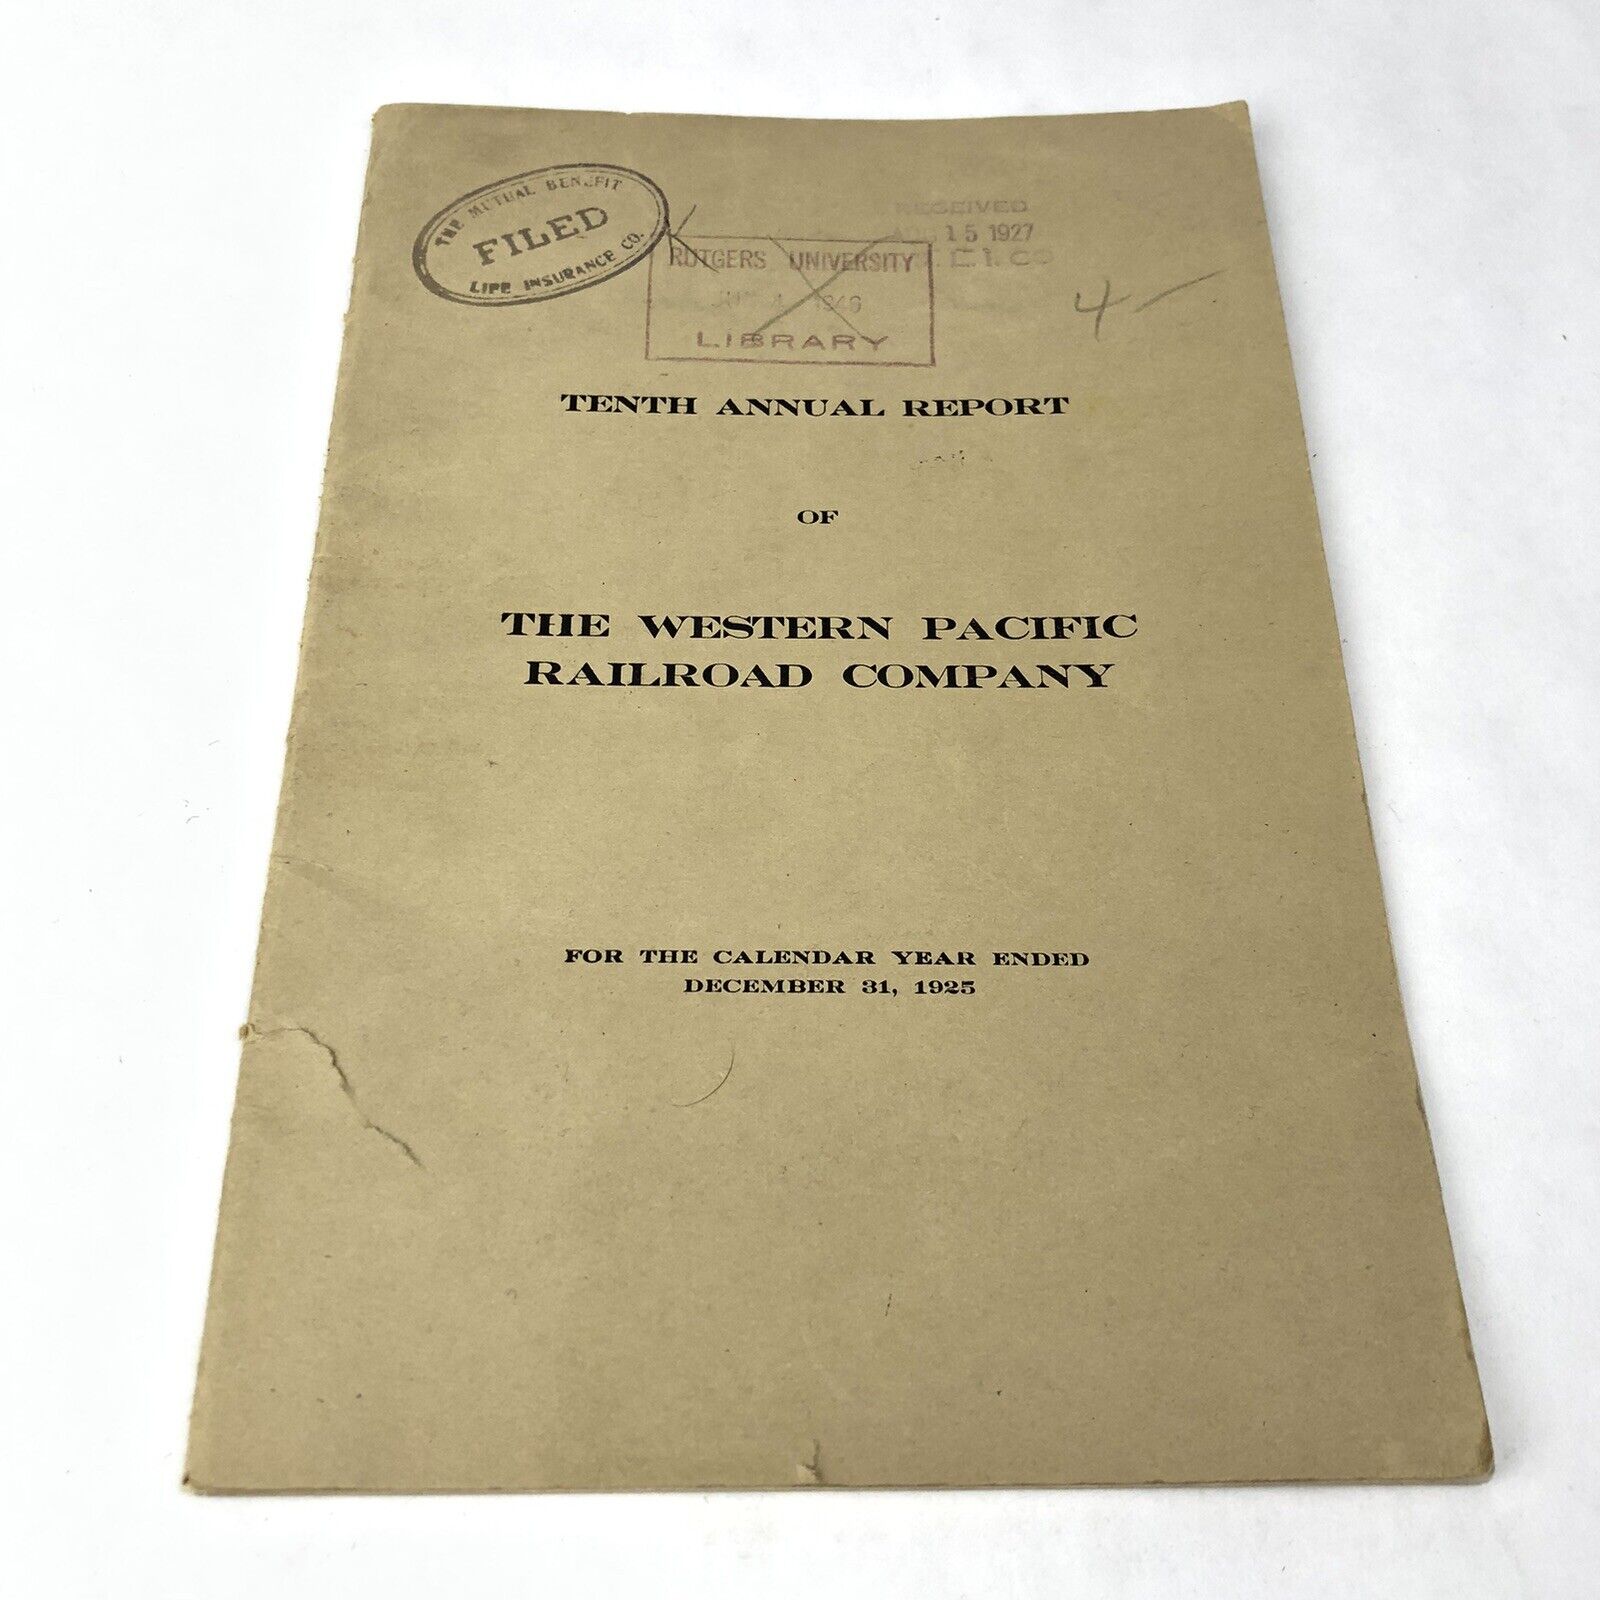 THE MUTUAL BENEFIT
FILED
LIFE INSURANCE CO.
RECEIVED
15 1927
RUTGERS UNIVERSITY
LIBRARY
4-
TENTH ANNUAL REPORT
OF
THE WESTERN PACIFIC
RAILROAD COMPANY
FOR THE CALENDAR YEAR ENDED
DECEMBER 31, 1925